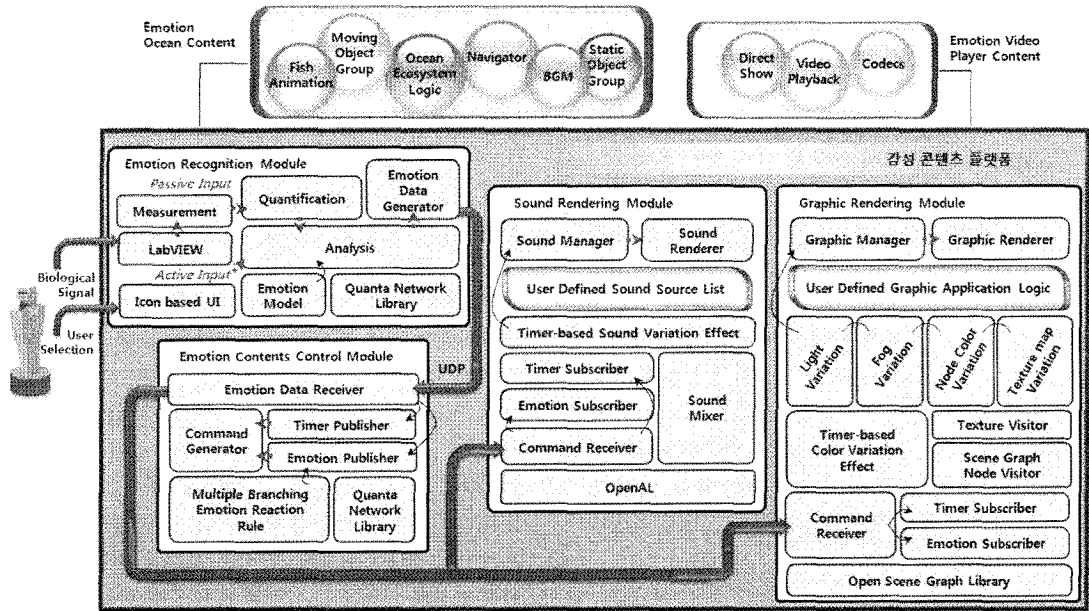 Emotion
Ocean Content
Fish
Animation
Moving
Object
Group
Ocean
Ecosystem
Logic
Navigator
BGM
Static
Object
Group
Direct
Show
Video
Playback
Codecs
Emotion Video
Player Content
감성 콘텐츠 플랫폼
Emotion Recognition Module
Passive Input
Measurement
Quantification
Emotion
Data
Generator
LabVIEW
Analysis
Active Input
Icon based UI
Emotion
Model
Quanta Network
Library
Biological
Signal
User
Selection
Emotion Contents Control Module
UDP
Emotion Data Receiver
Command
Generator
Timer Publisher
Emotion Publisher
Multiple Branching
Emotion Reaction
Rule
Quanta
Network
Library
Sound Rendering Module
Sound Manager
Sound
Renderer
User Defined Sound Source List
Timer-based Sound Variation Effect
Timer Subscriber
Emotion Subscriber
Command Receiver
Sound
Mixer
OpenAL
Graphic Rendering Module
Graphic Manager
Graphic Renderer
User Defined Graphic Application Logic
Light
Variation
Fog
Variation
Node Color
Variation
Texture map
Variation
Timer-based
Color Variation
Effect
Texture Visitor
Scene Graph
Node Visitor
Command
Receiver
Timer Subscriber
Emotion Subscriber
Open Scene Graph Library